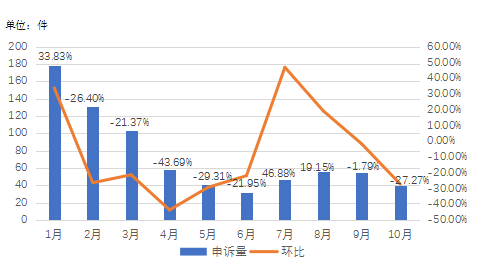 单位：件
200 180 160 140 120 100 80 60 40 20 0
60.00% 50.00% 40.00% 30.00% 20.00% 10.00% 0.00% -10.00% -20.00% -30.00% -40.00% -50.00%
33.83% -26.40% -21.37% -43.69% -29.31% -21.95% 46.88% 19.15% -1.79% -27.27%
1月 2月 3月 4月 5月 6月 7月 8月 9月 10月
申诉量 环比